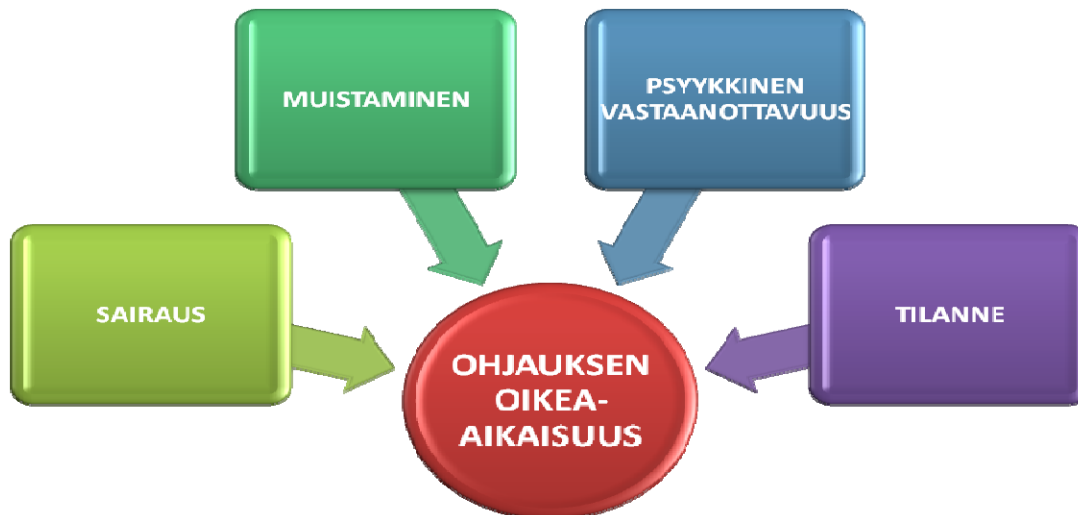 MUISTAMINEN
PSYYKKINEN
VASTAANOTTAVUUS
SAIRAUS
TILANNE
OHJAUKSEN
OIKEA-
AIKAISUUS